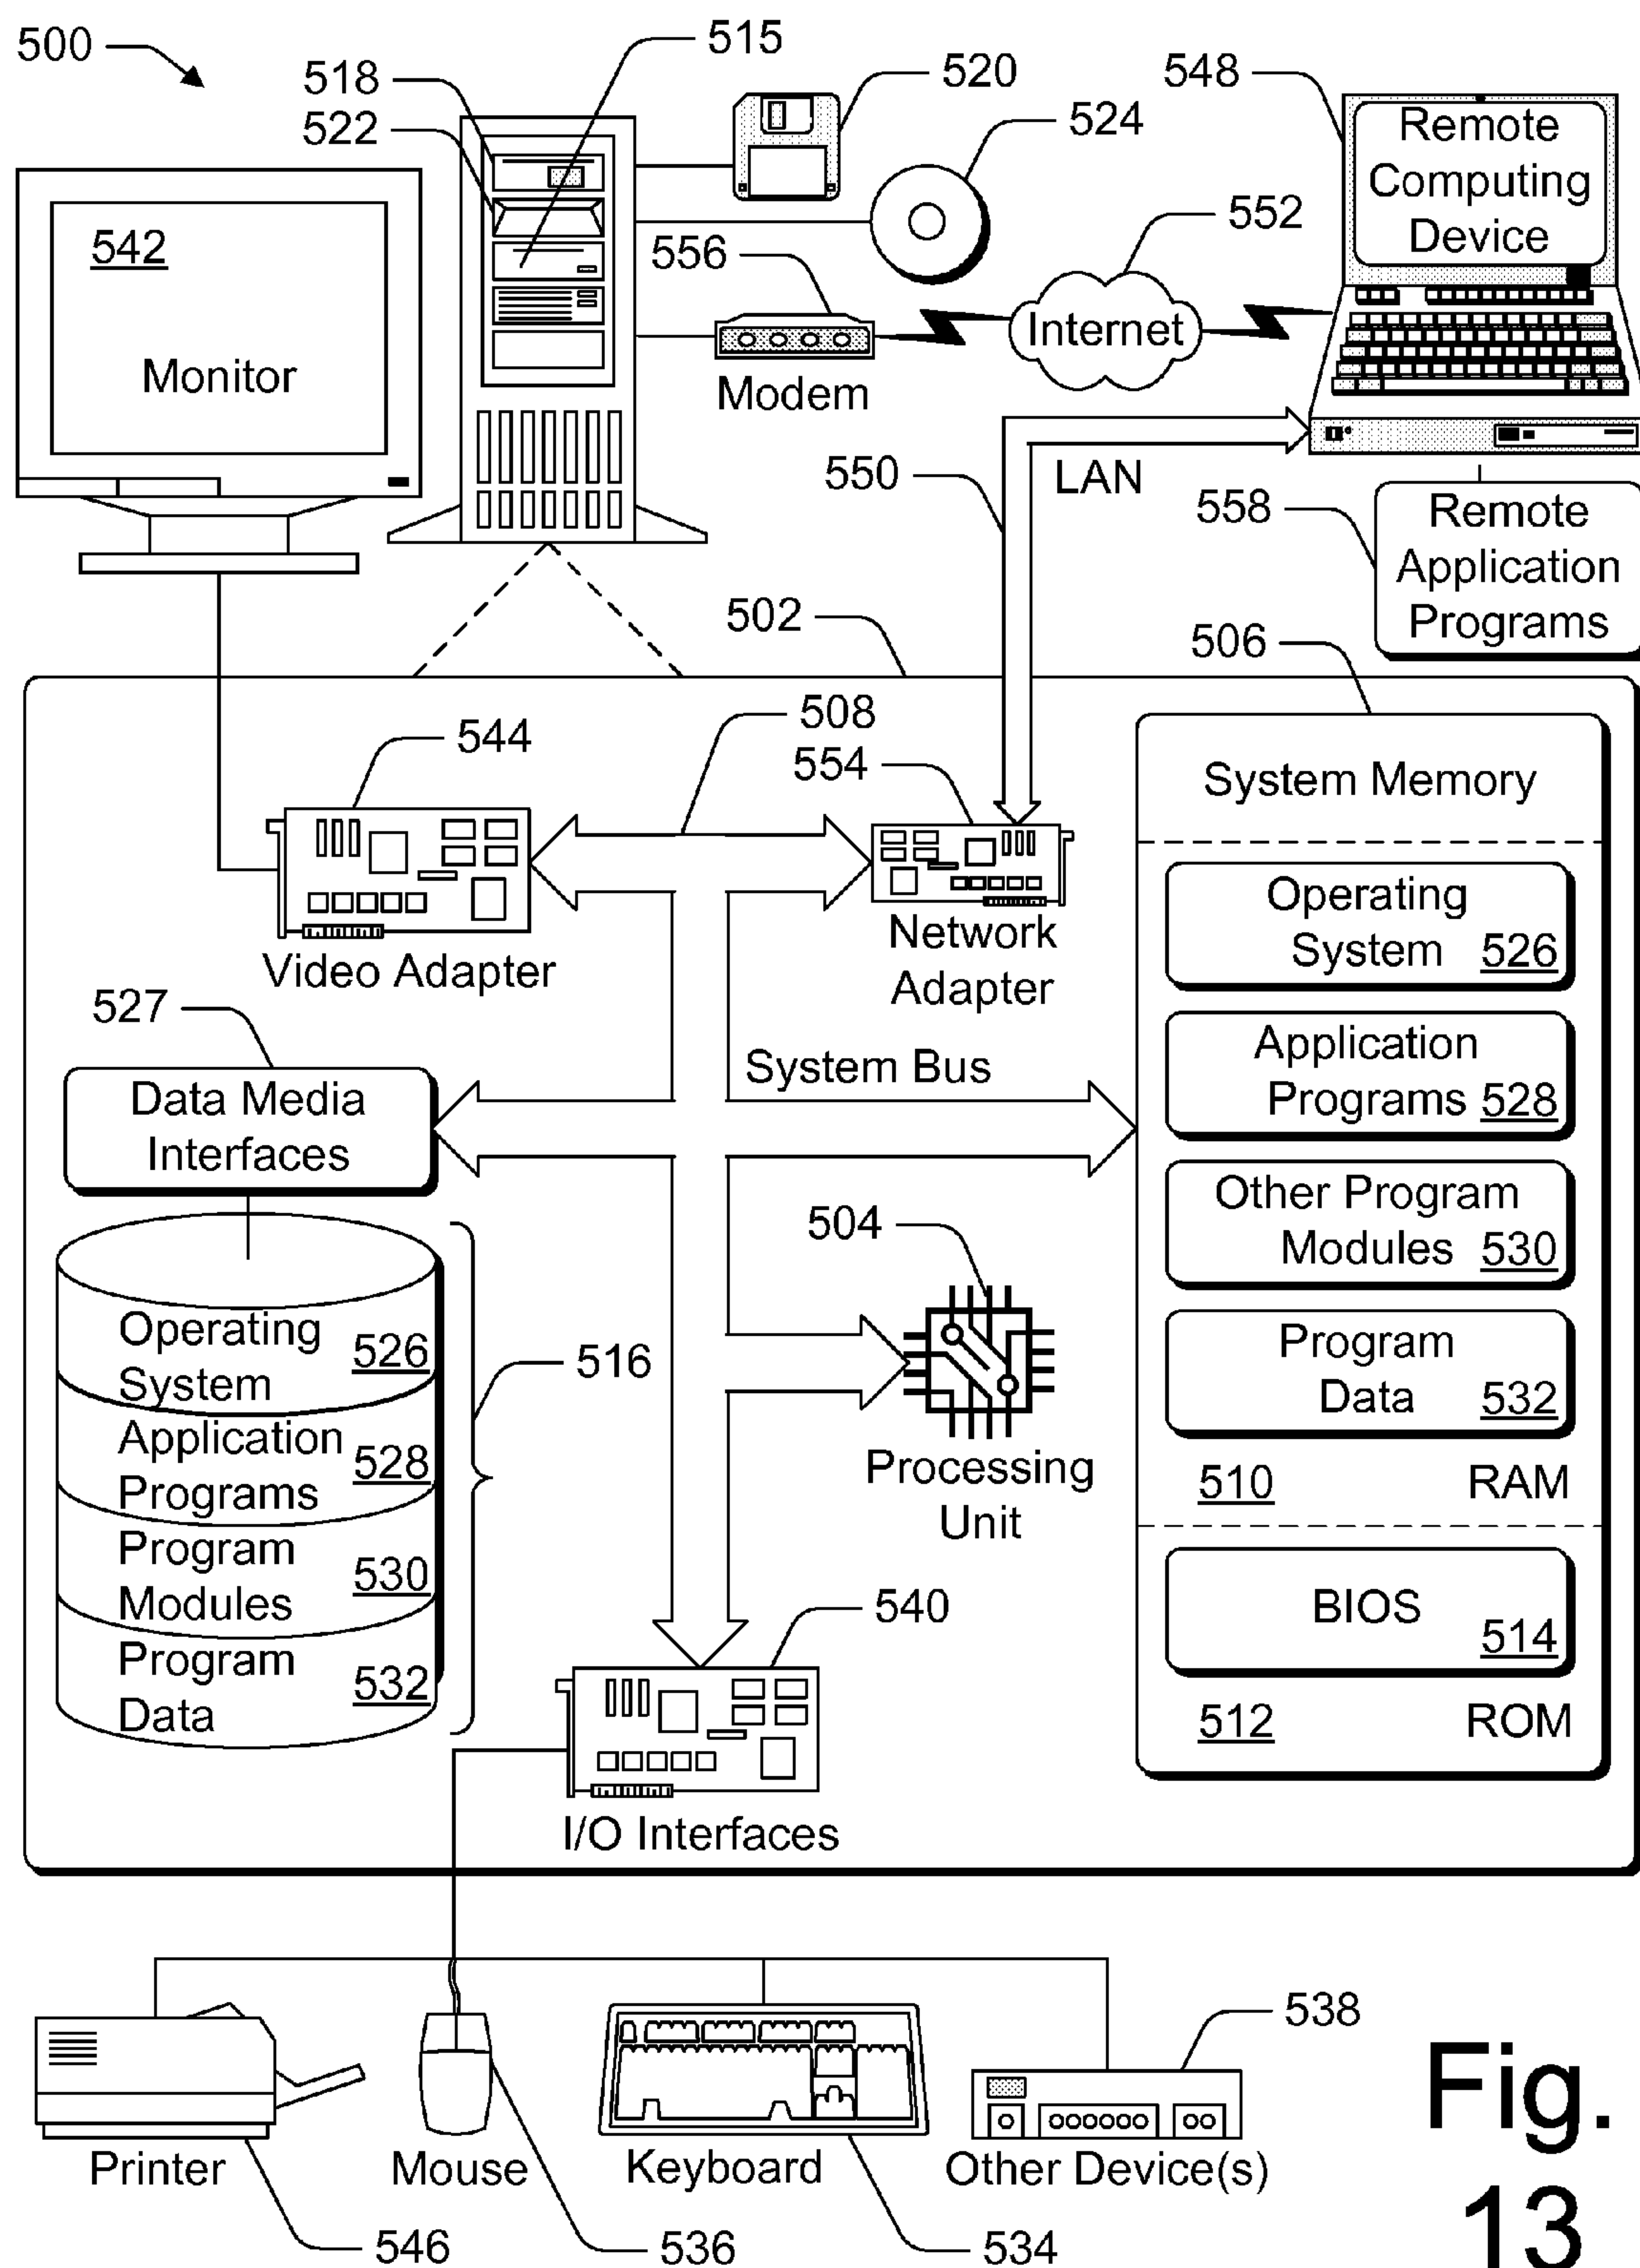 500
518
522
515
520
524
548
Remote
Computing
Device
552
556
542
Monitor
Internet
Modem
550
LAN
558
Remote
Application
Programs
502
506
508
544
554
System Memory
Operating
System 526
Video Adapter
Network
Adapter
527
Application
Programs 528
System Bus
Data Media
Interfaces
Other Program
Modules 530
504
Operating
System 526
516
Program
Data 532
Application
Programs 528
Processing
Unit
510 RAM
Program
Modules 530
BIOS
514
540
Program
Data 532
512 ROM
I/O Interfaces
538
Printer
Mouse
Keyboard
Other Device(s)
546
536
534
Fig.
13